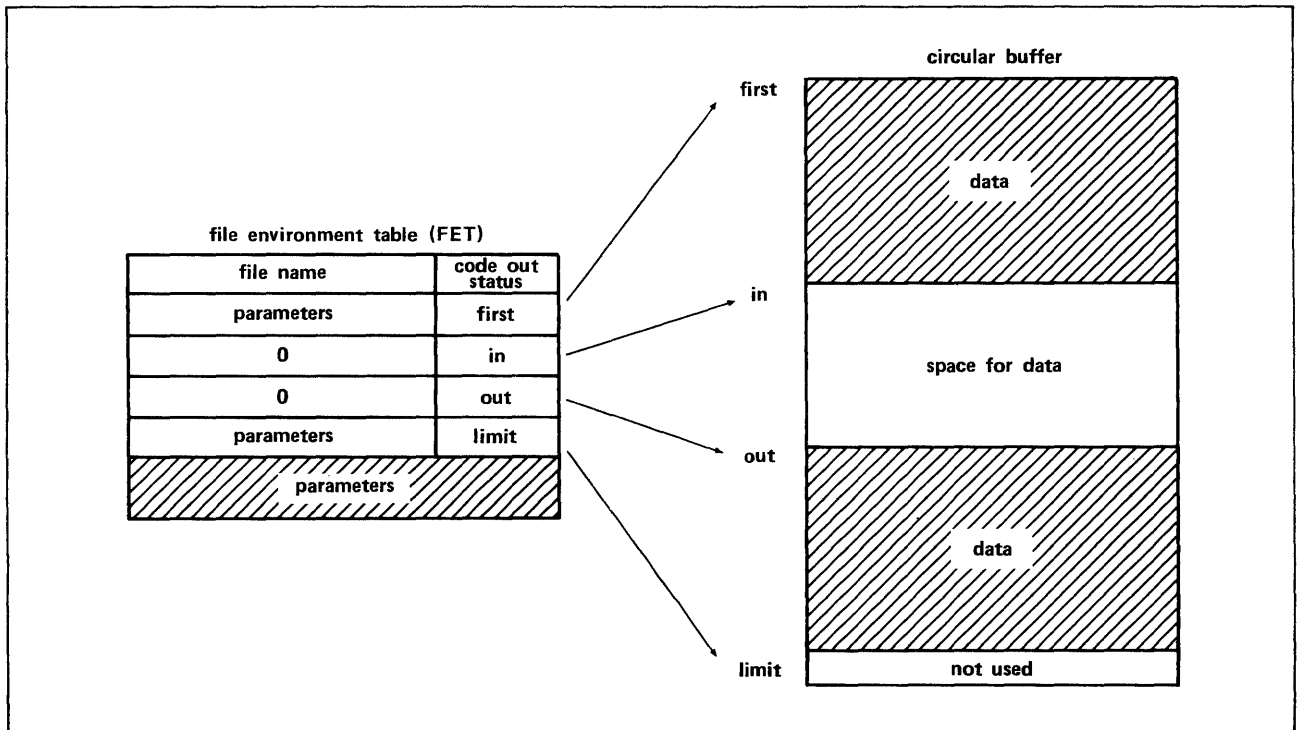 circular buffer
first
data
file environment table (FET)
file name
code out
status
parameters
first
0
in
0
out
parameters
limit
parameters
in
space for data
out
data
limit
not used